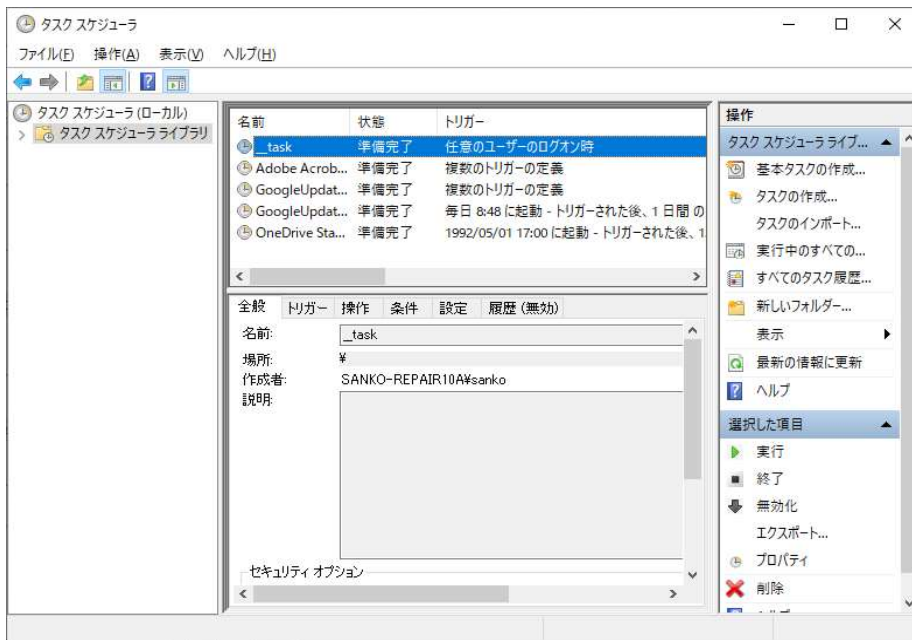 タスク スケジューラ
ファイル(F) 操作(A) 表示(V) ヘルプ(H)
タスク スケジューラ (ローカル)
タスク スケジューラ ライブラリ
名前 状態 トリガー
__task 準備完了 任意のユーザーのログオン時
Adobe Acrob... 準備完了 複数のトリガーの定義
GoogleUpdat... 準備完了 複数のトリガーの定義
GoogleUpdat... 準備完了 毎日 8:48 に起動 - トリガーされた後、1 日間 の
OneDrive Sta... 準備完了 1992/05/01 17:00 に起動 - トリガーされた後、1.
全般 トリガー 操作 条件 設定 履歴 (無効)
名前: __task
場所: ¥
作成者: SANKO-REPAIR10A¥sanko
説明:
セキュリティ オプション
操作
タスク スケジューラ ライブ...
基本タスクの作成...
タスクの作成...
タスクのインポート...
実行中のすべての...
すべてのタスク履歴...
新しいフォルダー...
表示
最新の情報に更新
ヘルプ
選択した項目
実行
終了
無効化
エクスポート...
プロパティ
削除